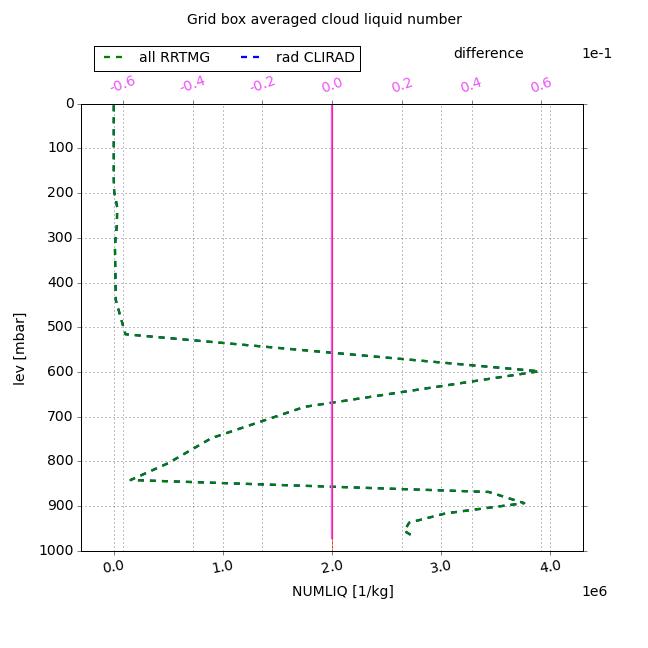 Grid box averaged cloud liquid number
all RRTMG rad CLIRAD difference 1e-1
-0.6 -0.4 -0.2 0.0 0.2 0.4 0.6
0
100
200
300
400
500
600
700
800
900
1000
lev [mbar]
0.0 1.0 2.0 3.0 4.0
NUMLIQ [1/kg] 1e6